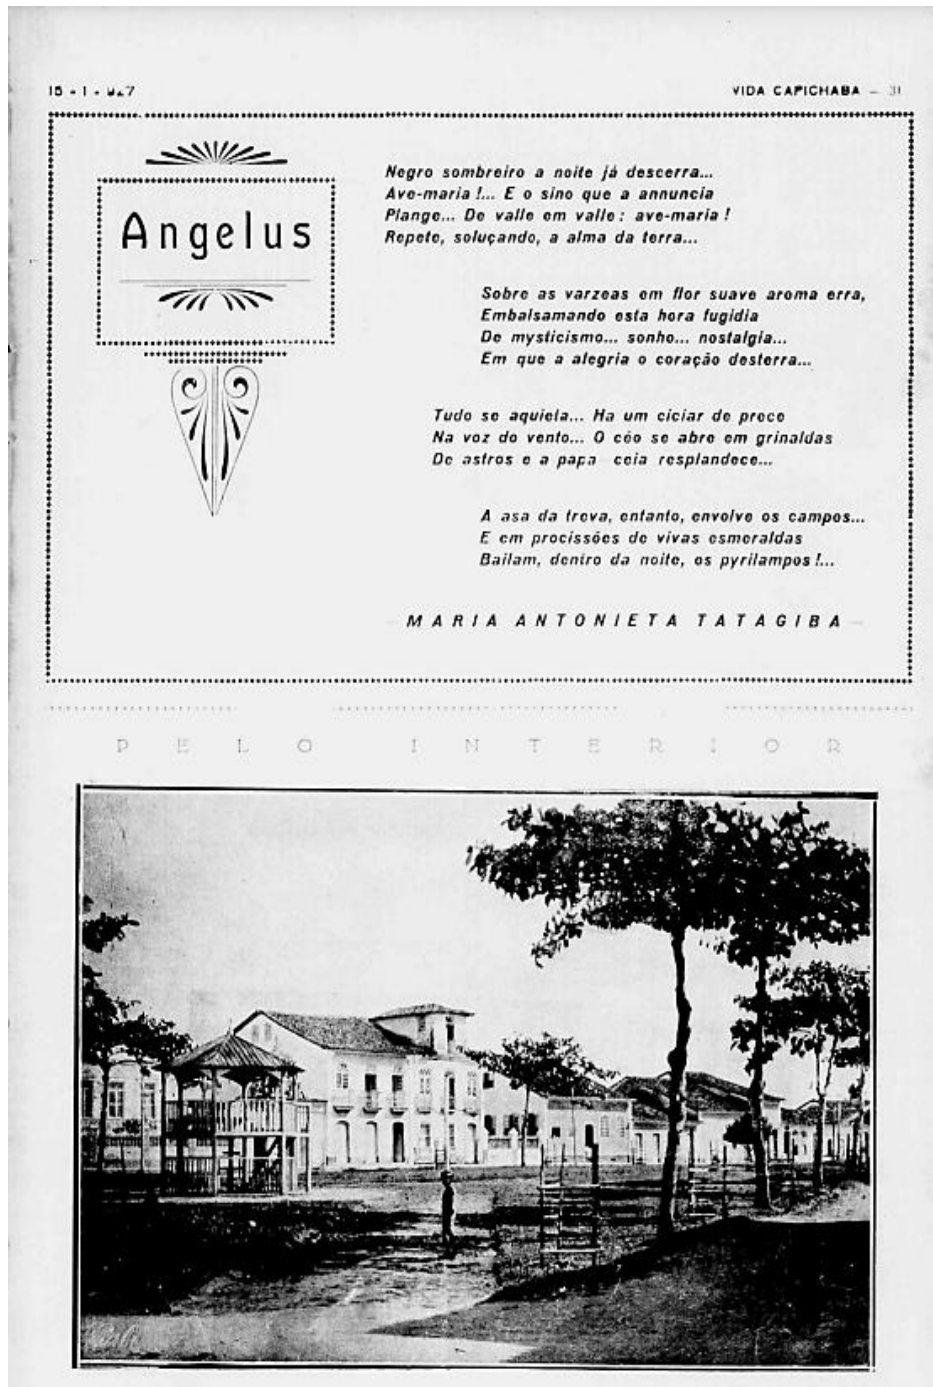 15 - 1 - 927
VIDA CAPICHABA — 31
Angelus
Negro sombreiro a noite já descerra...
Ave-maria !... E o sino que a annuncia
Plange... De valle em valle : ave-maria !
Repete, soluçando, a alma da terra...
Sobre as varzeas em flor suave aroma erra,
Embalsamando esta hora fugidia
De mysticismo... sonho... nostalgia...
Em que a alegria o coração desterra...
Tudo se aquieta... Ha um ciciar de prece
Na voz do vento... O céo se abre em grinaldas
De astros e a papa ceia resplandece...
A asa da treva, entanto, envolve os campos...
E em procissões de vivas esmeraldas
Bailam, dentro da noite, os pyrilampos !...
— MARIA ANTONIETA TATAGIBA —
PELO INTERIOR